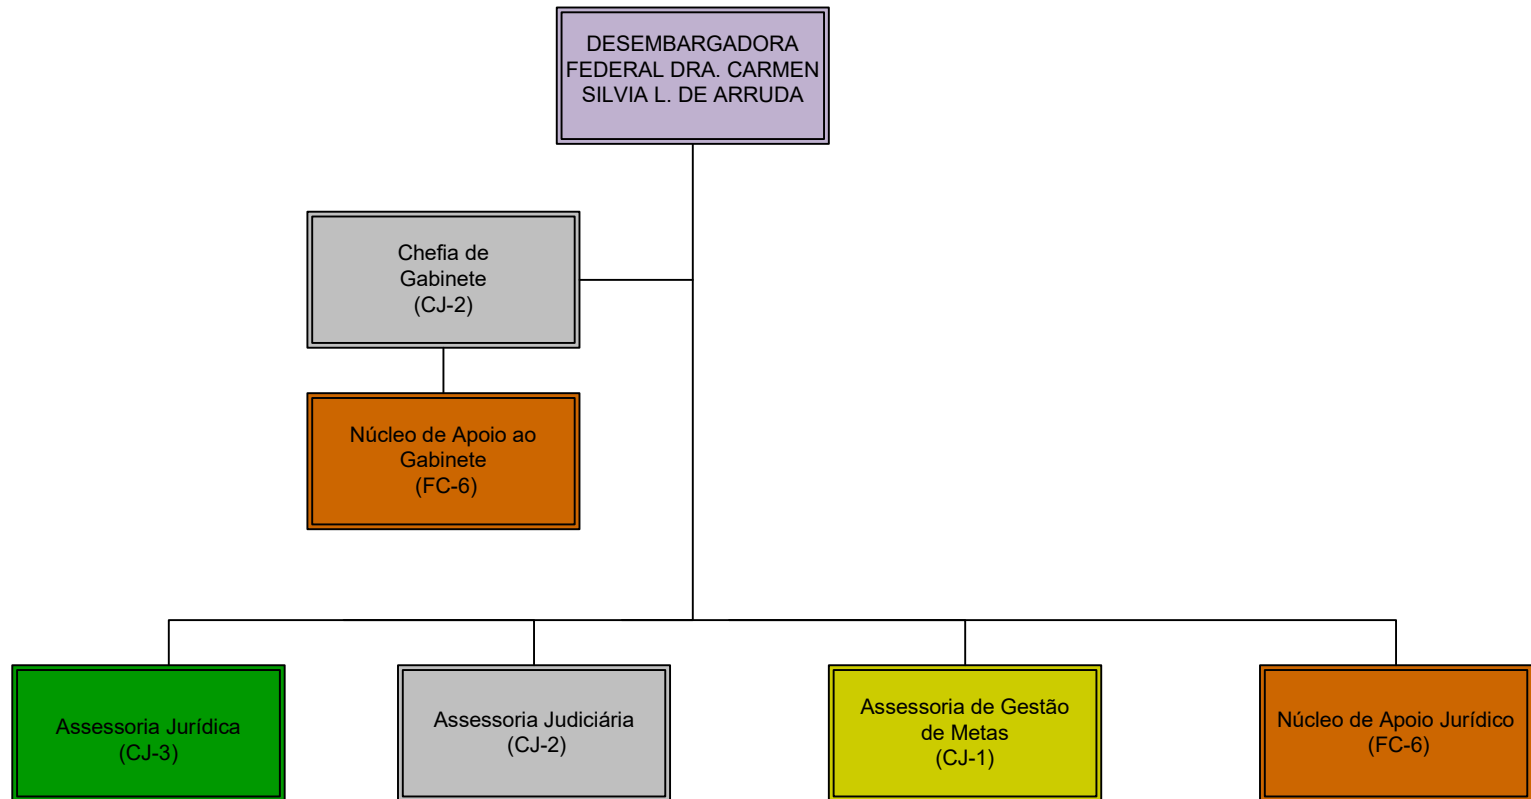 DESEMBARGADORA
FEDERAL DRA. CARMEN
SILVIA L. DE ARRUDA
Chefia de
Gabinete
(CJ-2)
Núcleo de Apoio ao
Gabinete
(FC-6)
Assessoria Jurídica
(CJ-3)
Assessoria Judiciária
(CJ-2)
Assessoria de Gestão
de Metas
(CJ-1)
Núcleo de Apoio Jurídico
(FC-6)